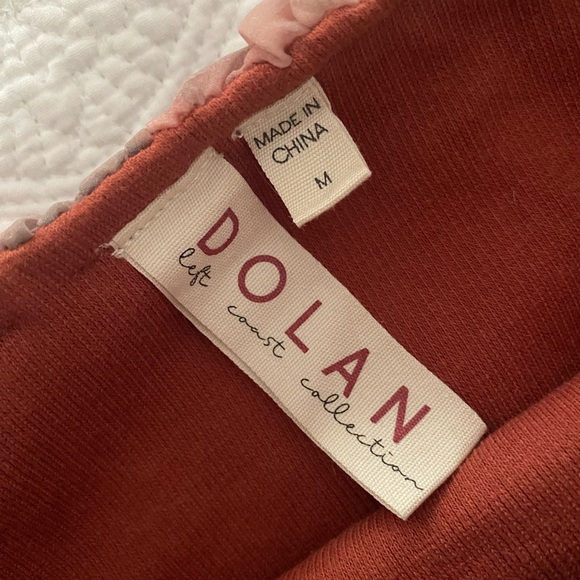 MADE IN
CHINA
M
DOLAN
left coast collection